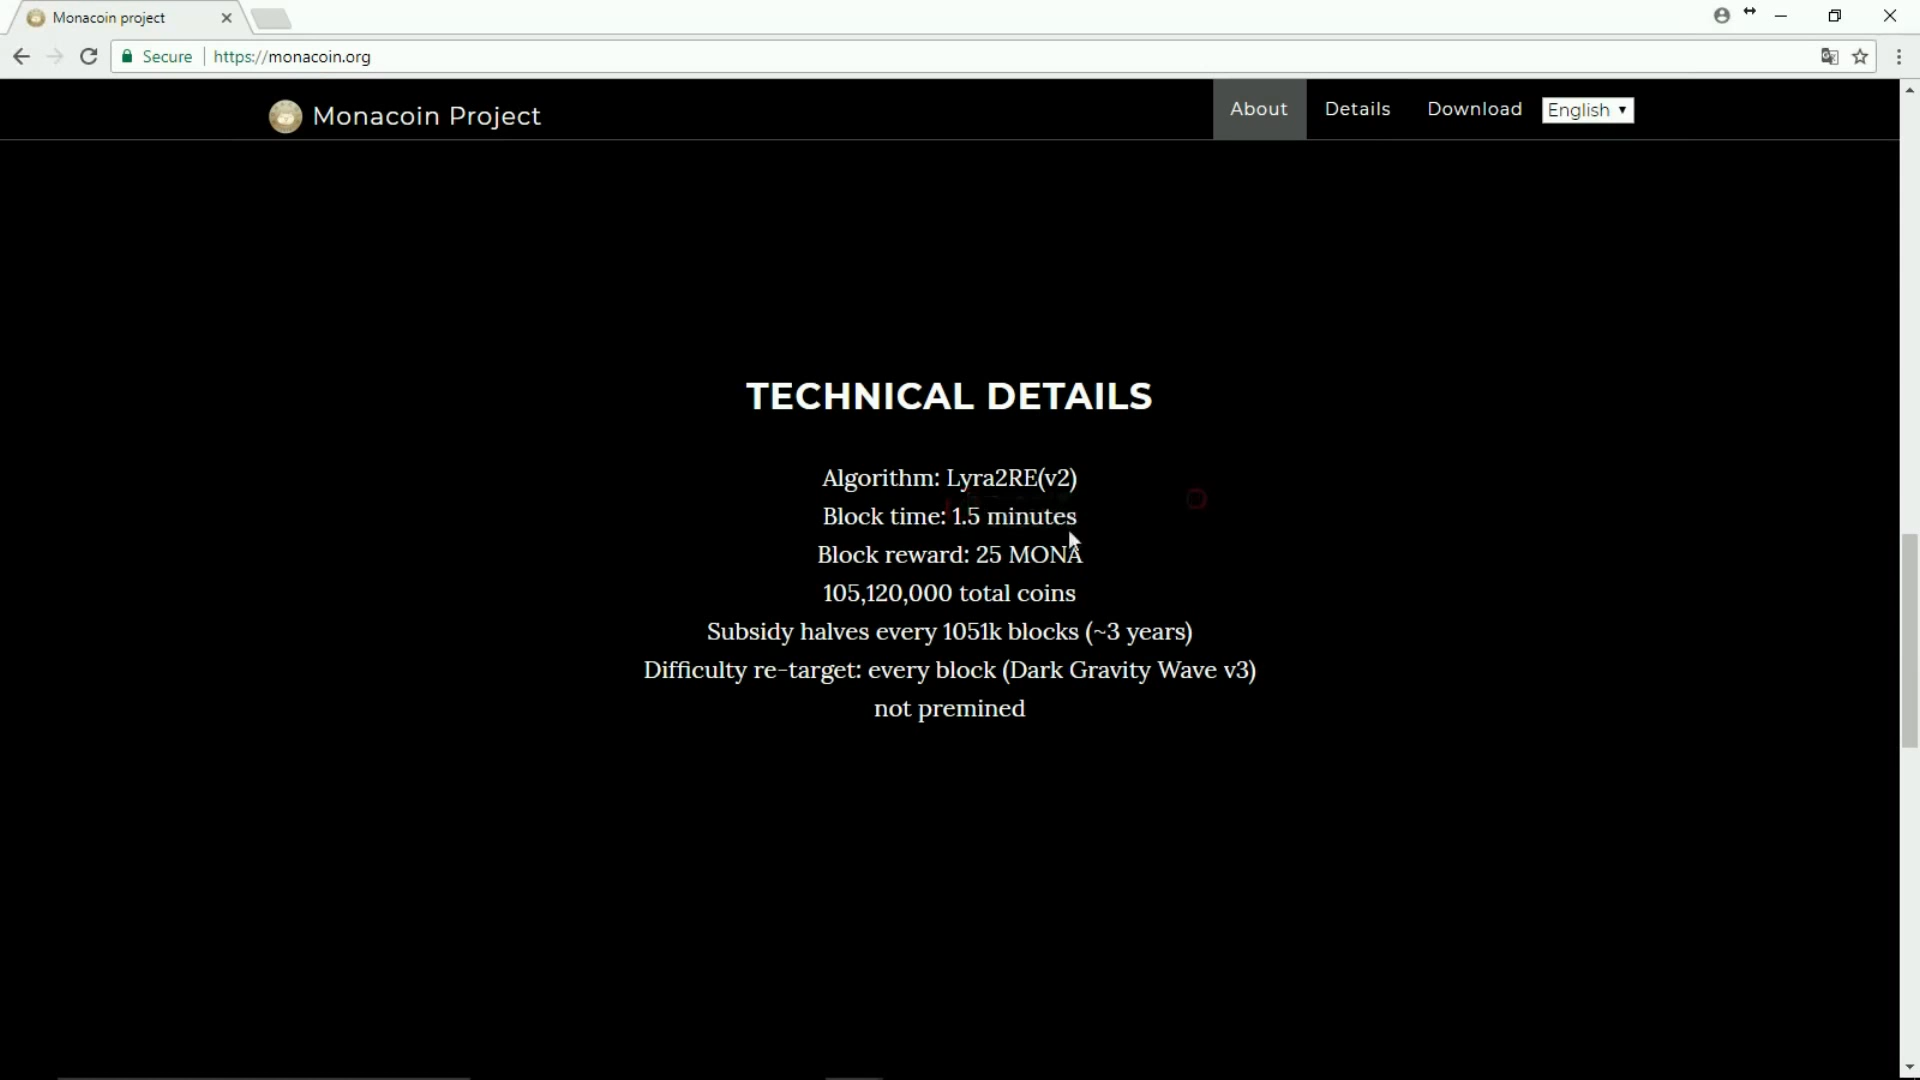 Monacoin project
Secure
https://monacoin.org
Monacoin Project
About
Details
Download
English
TECHNICAL DETAILS
Algorithm: Lyra2RE(v2)
Block time: 1.5 minutes
Block reward: 25 MONA
105,120,000 total coins
Subsidy halves every 1051k blocks (~3 years)
Difficulty re-target: every block (Dark Gravity Wave v3)
not premined